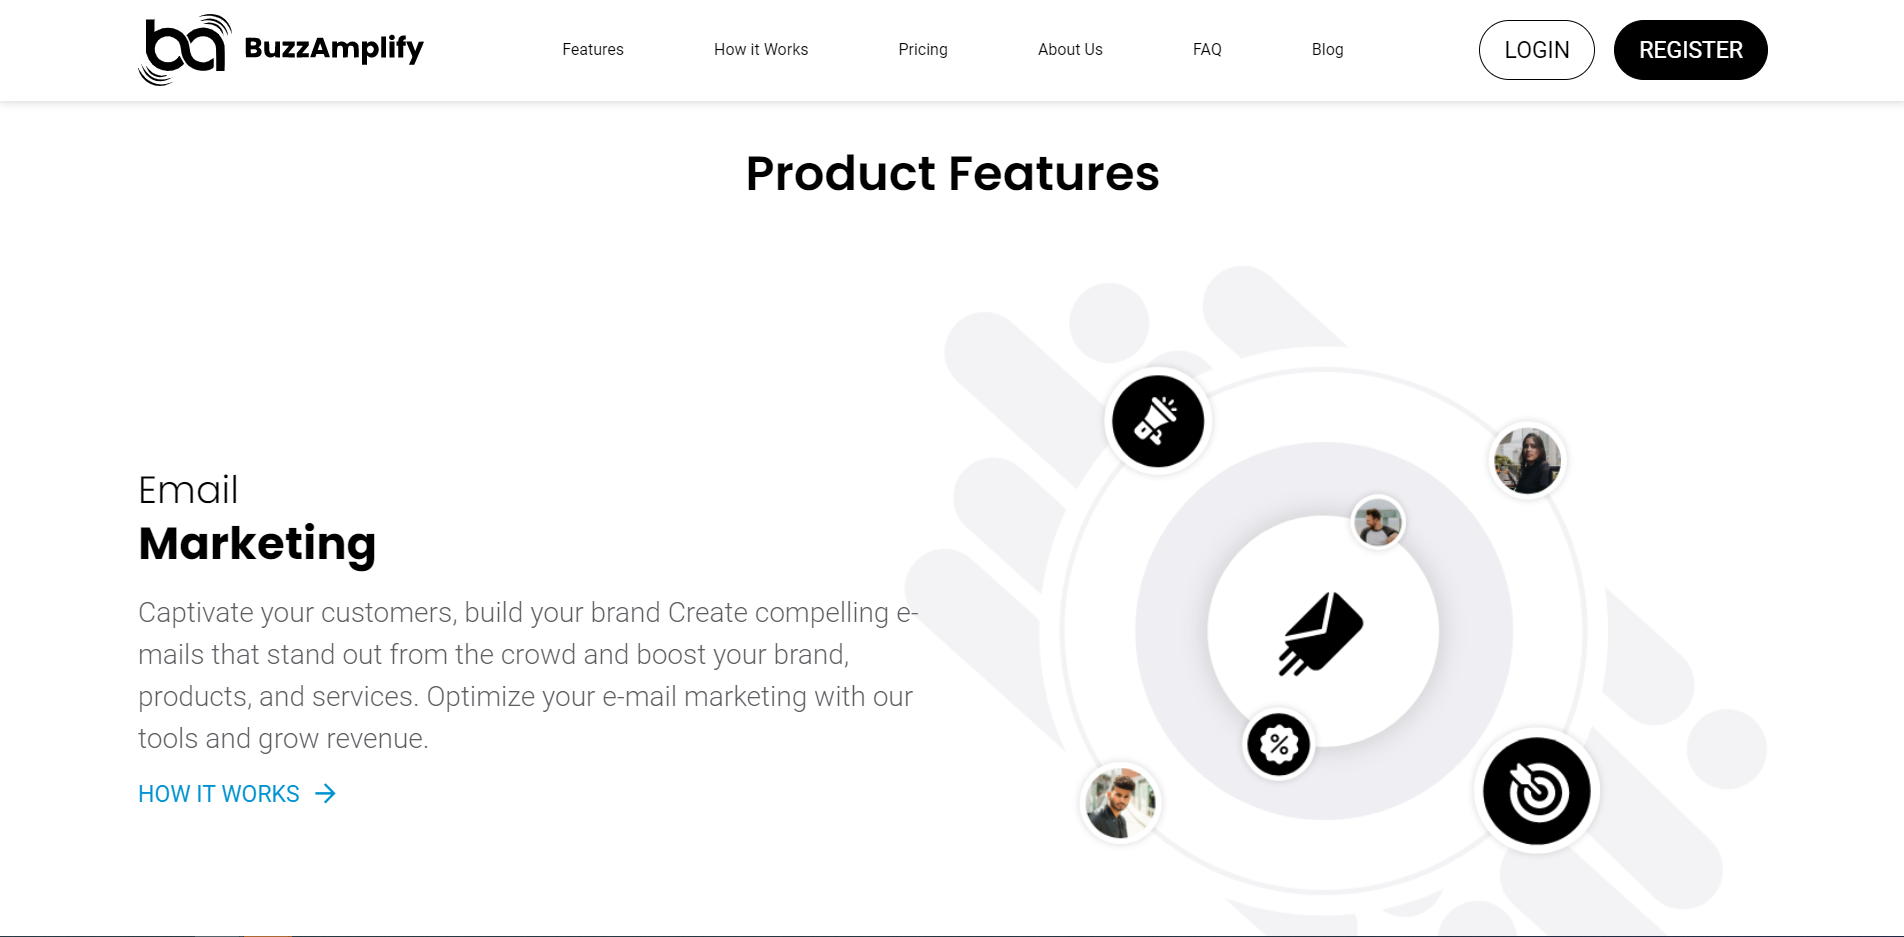 BuzzAmplify
Features
How it Works
Pricing
About Us
FAQ
Blog
LOGIN
REGISTER
Product Features
Email
Marketing
Captivate your customers, build your brand Create compelling e-
mails that stand out from the crowd and boost your brand,
products, and services. Optimize your e-mail marketing with our
tools and grow revenue.
HOW IT WORKS